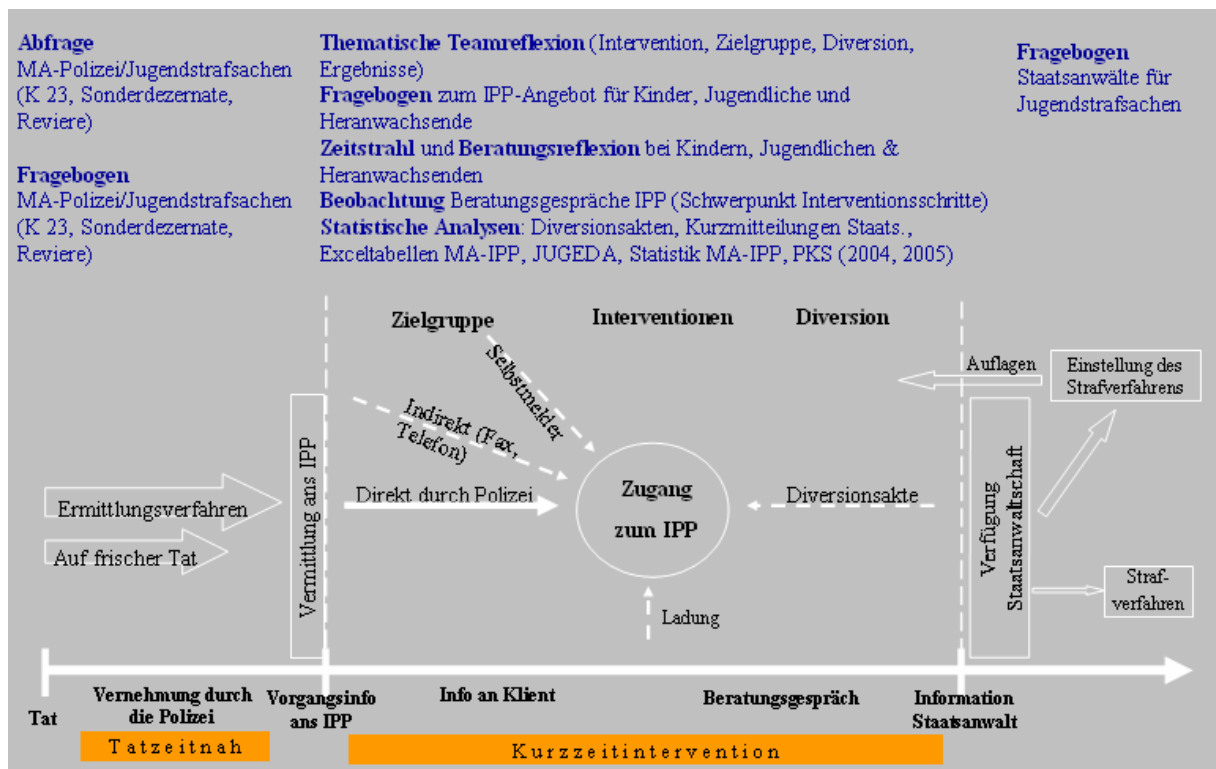 Abfrage
MA-Polizei/Jugendstrafsachen
(K 23, Sonderdezernate,
Reviere)
Fragebogen
MA-Polizei/Jugendstrafsachen
(K 23, Sonderdezernate,
Reviere)
Thematische Teamreflexion (Intervention, Zielgruppe, Diversion,
Ergebnisse)
Fragebogen zum IPP-Angebot für Kinder, Jugendliche und
Heranwachsende
Zeitstrahl und Beratungsreflexion bei Kindern, Jugendlichen &
Heranwachsenden
Beobachtung Beratungsgespräche IPP (Schwerpunkt Interventionsschritte)
Statistische Analysen: Diversionsakten, Kurzmitteilungen Staats.,
Exceltabellen MA-IPP, JUGEDA, Statistik MA-IPP, PKS (2004, 2005)
Fragebogen
Staatsanwälte für
Jugendstrafsachen
Zielgruppe
Interventionen
Diversion
Selbstmelder
Indirekt (Fax,
Telefon)
Direkt durch Polizei
Zugang
zum IPP
Diversionsakte
Ladung
Auflagen
Einstellung des
Strafverfahrens
Verfügung
Staatsanwaltschaft
Straf-
verfahren
Ermittlungsverfahren
Auf frischer Tat
Vermittlung ans IPP
Tat
Vernehmung durch
die Polizei
Vorgangsinfo
ans IPP
Info an Klient
Beratungsgespräch
Information
Staatsanwalt
Tatzeitnah
Kurzzeitintervention